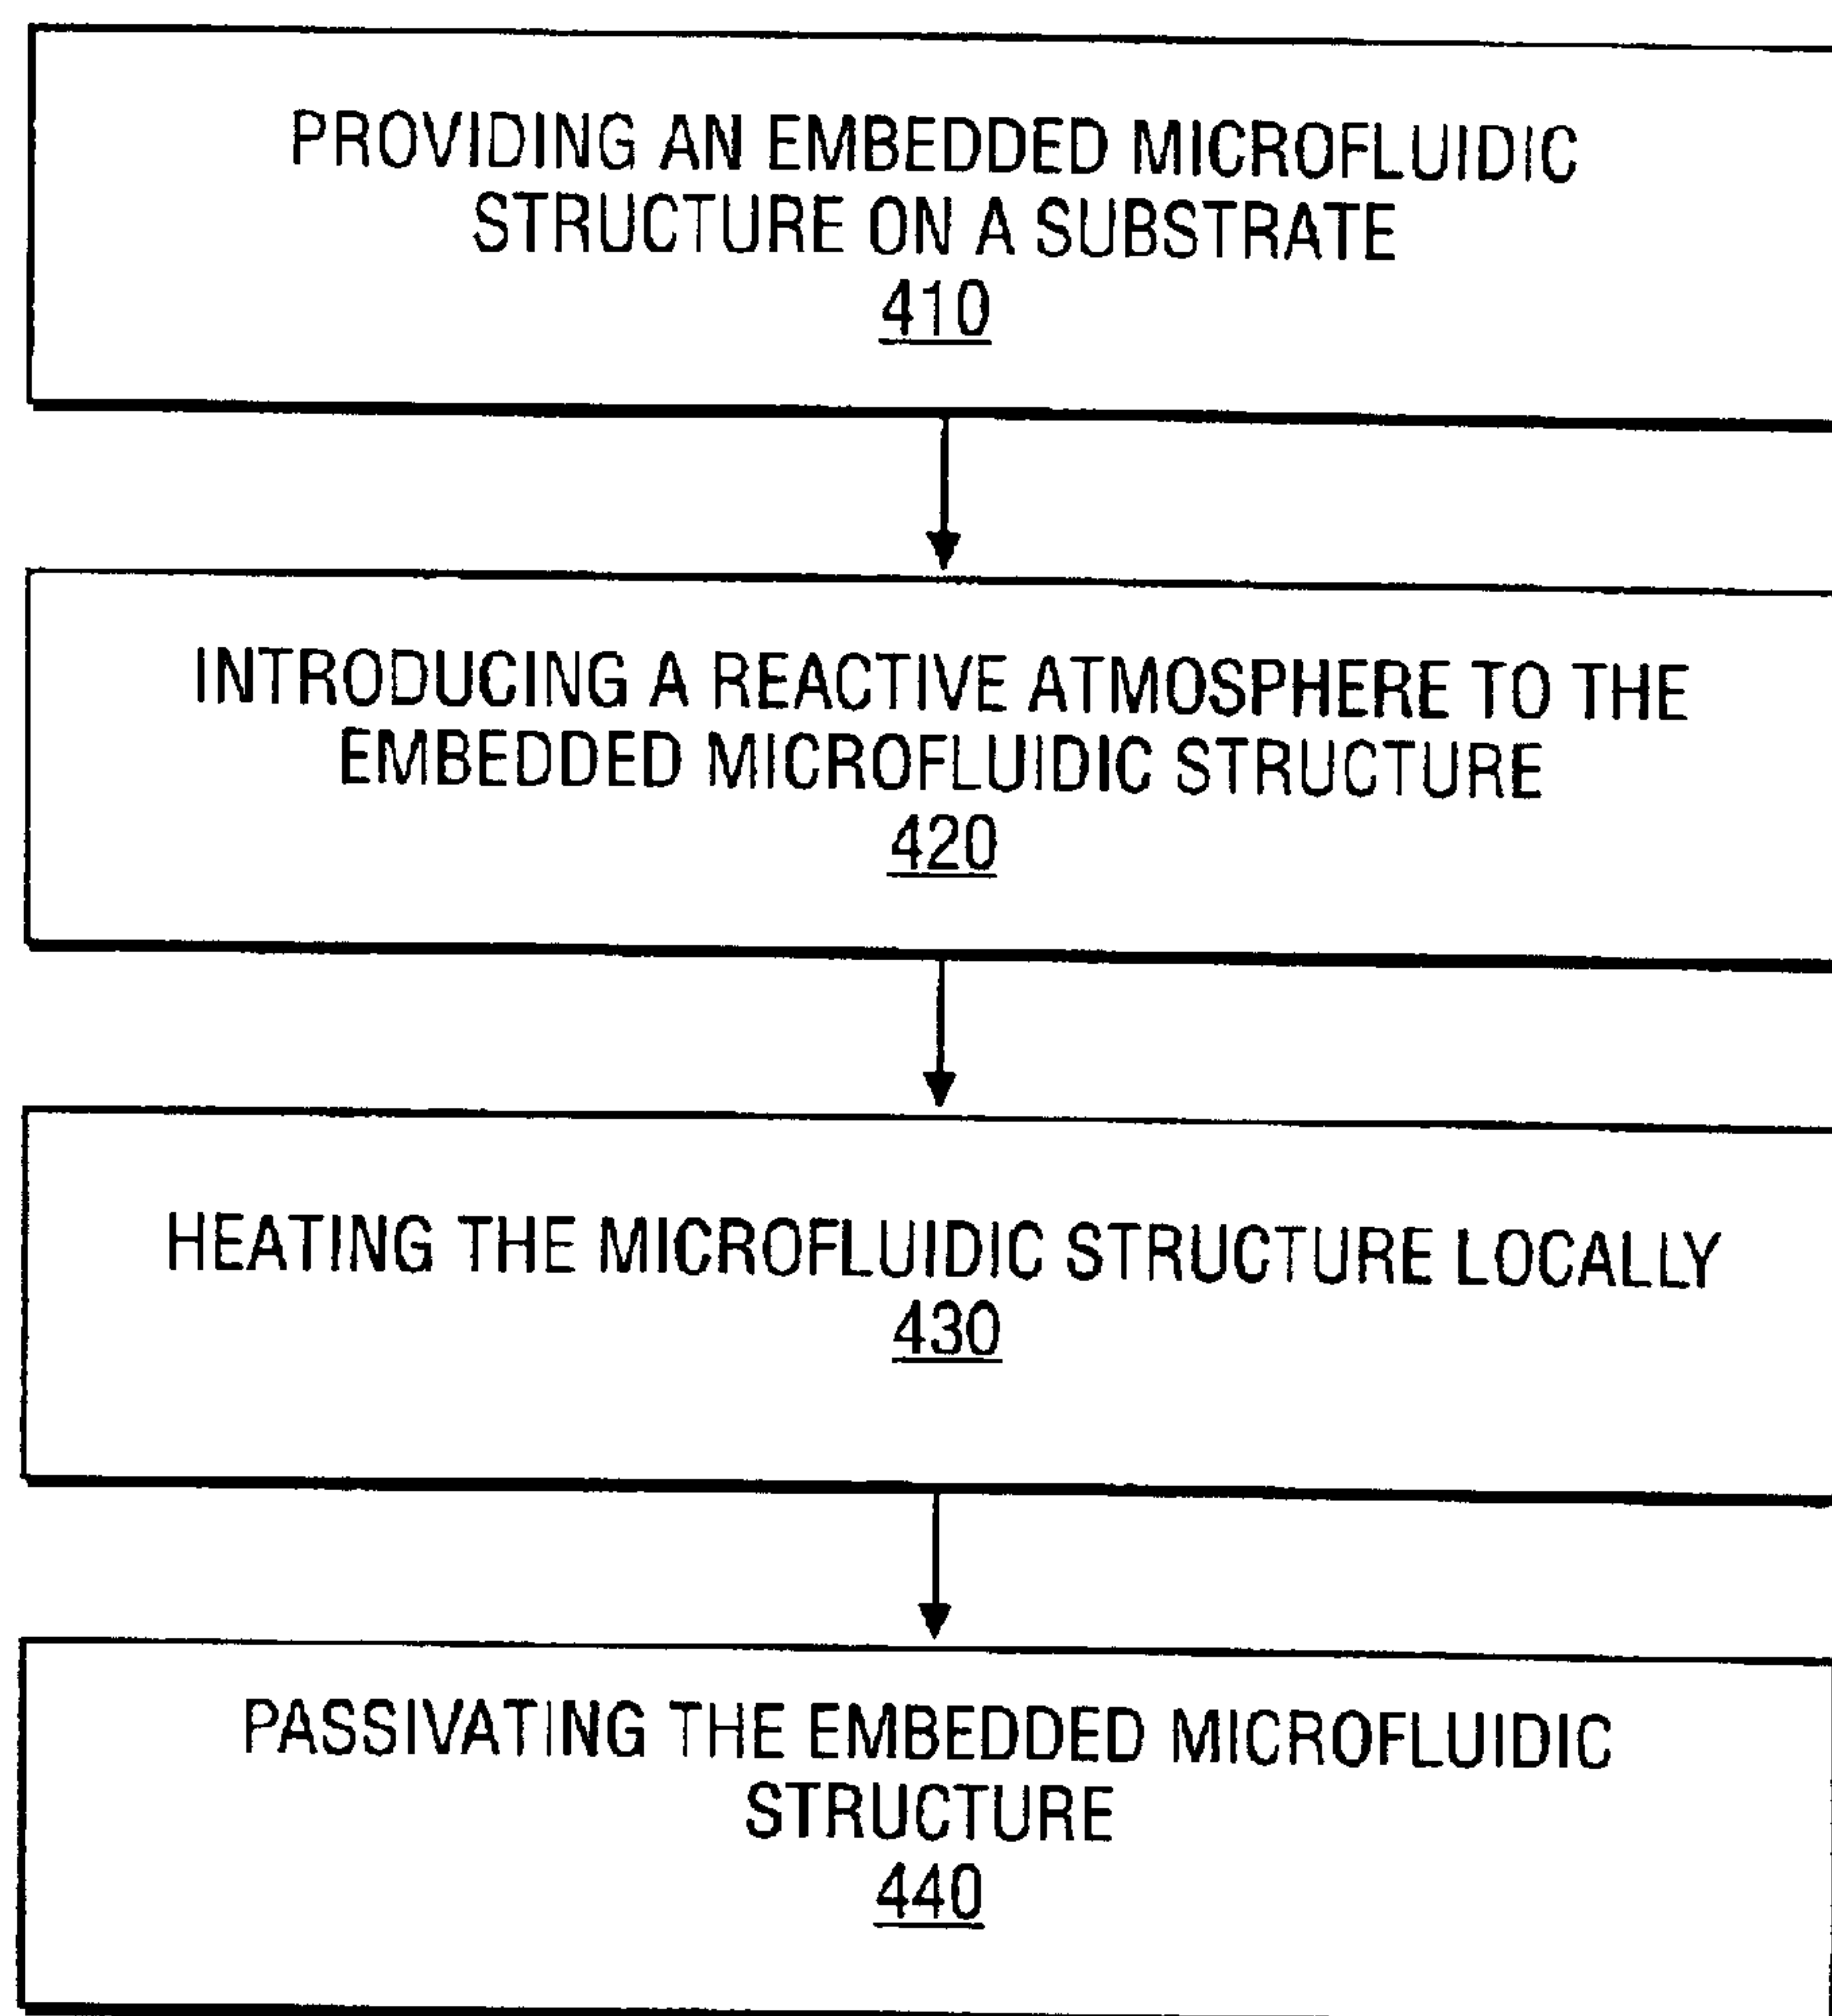 PROVIDING AN EMBEDDED MICROFLUIDIC
STRUCTURE ON A SUBSTRATE
410
INTRODUCING A REACTIVE ATMOSPHERE TO THE
EMBEDDED MICROFLUIDIC STRUCTURE
420
HEATING THE MICROFLUIDIC STRUCTURE LOCALLY
430
PASSIVATING THE EMBEDDED MICROFLUIDIC
STRUCTURE
440